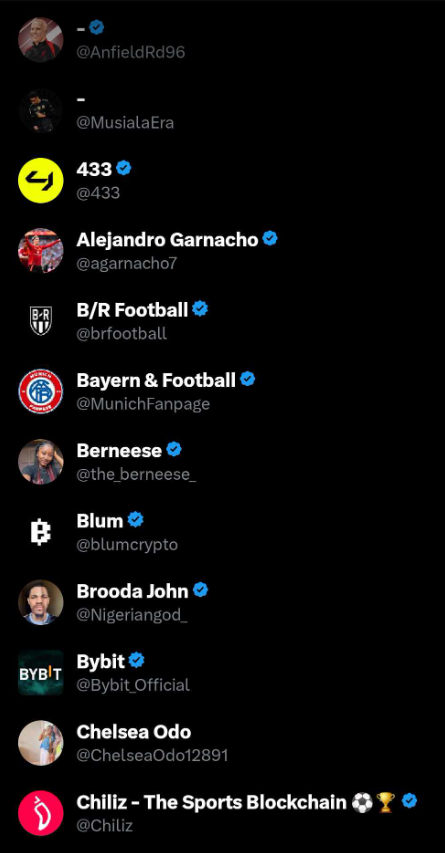 -
@AnfieldRd96
-
@MusialaEra
433
@433
Alejandro Garnacho
@agarnacho7
B/R Football
@brfootball
Bayern & Football
@MunichFanpage
Berneese
@the_berneese_
Blum
@blumcrypto
Brooda John
@Nigeriangod_
BYBIT
Bybit
@Bybit_Official
Chelsea Odo
@ChelseaOdo12891
Chiliz - The Sports Blockchain ⚽🏆
@Chiliz